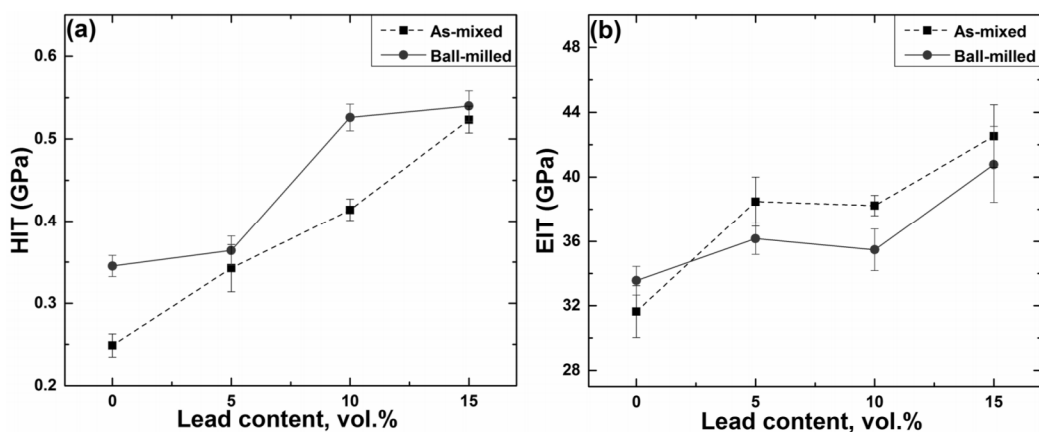 (a)
As-mixed
Ball-milled
0.6
0.5
0.4
0.3
0.2
HIT (GPa)
0 5 10 15
Lead content, vol.%
(b)
As-mixed
Ball-milled
48
44
40
36
32
28
EIT (GPa)
0 5 10 15
Lead content, vol.%